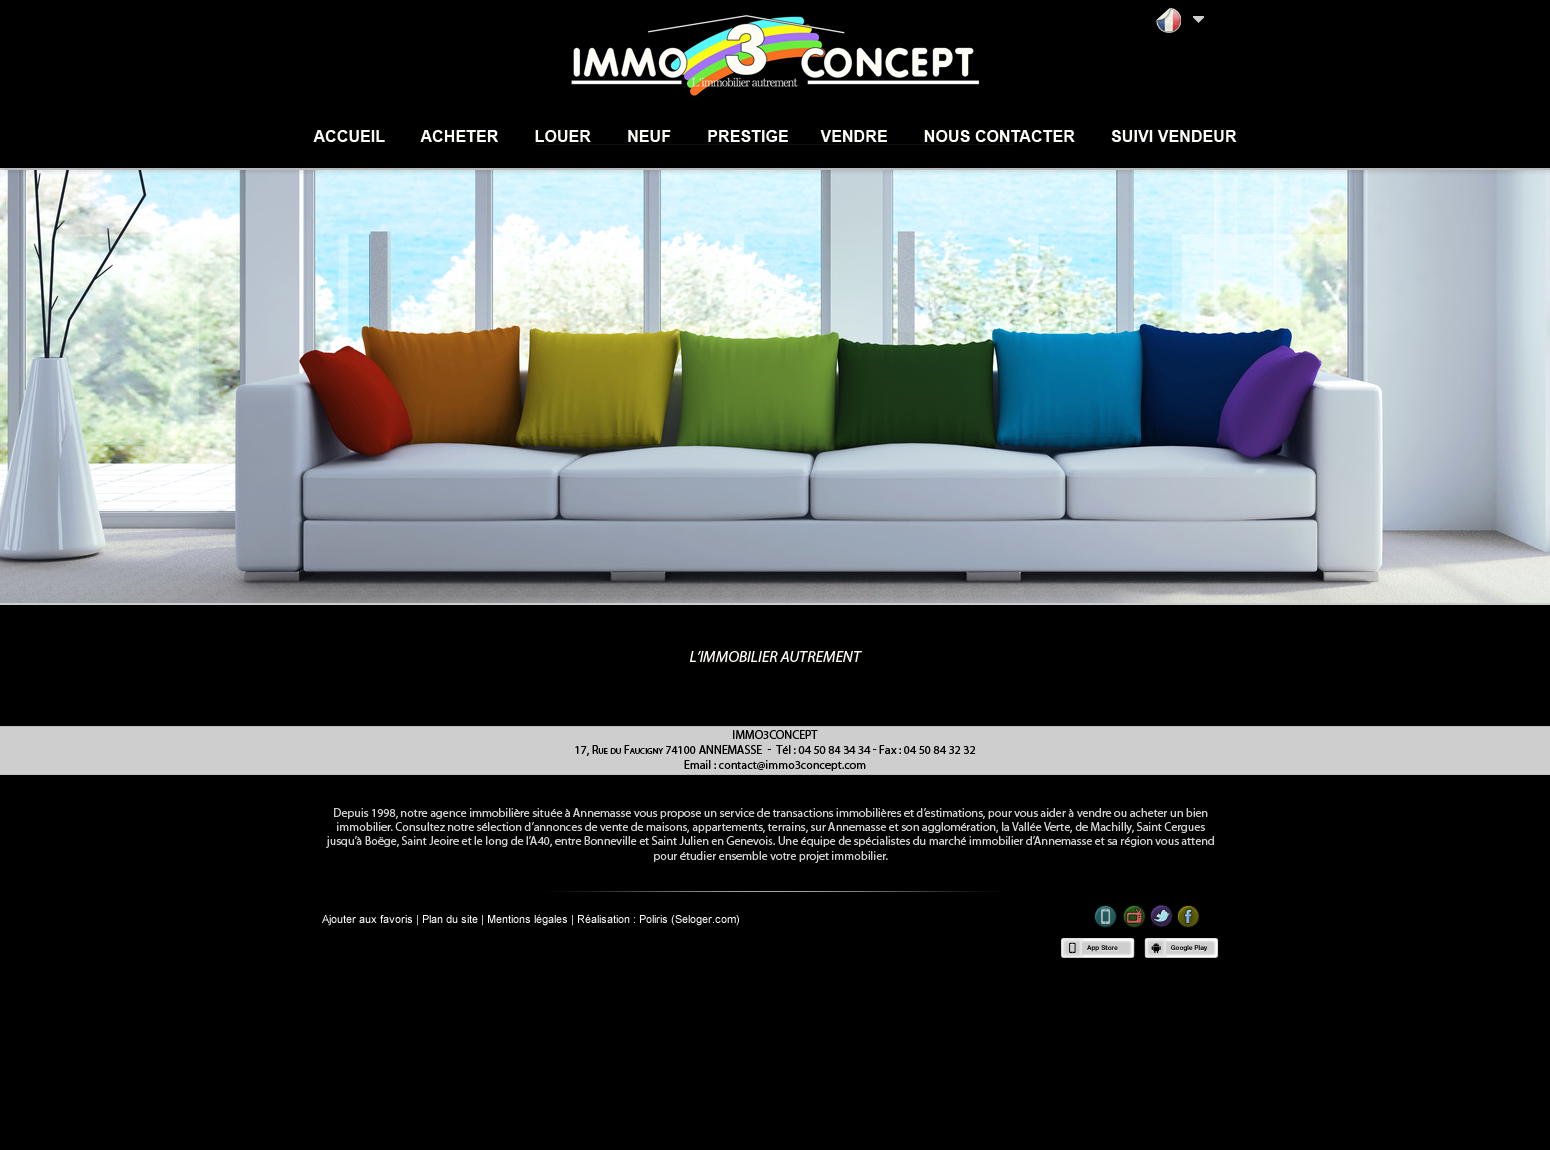 IMMO 3 CONCEPT
L'immobilier autrement
ACCUEIL ACHETER LOUER NEUF PRESTIGE VENDRE NOUS CONTACTER SUIVI VENDEUR
L'IMMOBILIER AUTREMENT
IMMO3CONCEPT
17, Rue du Faucigny 74100 ANNEMASSE - Tél : 04 50 84 34 34 - Fax : 04 50 84 32 32
Email : contact@immo3concept.com
Depuis 1998, notre agence immobilière située à Annemasse vous propose un service de transactions immobilières et d'estimations, pour vous aider à vendre ou acheter un bien
immobilier. Consultez notre sélection d'annonces de vente de maisons, appartements, terrains, sur Annemasse et son agglomération, la Vallée Verte, de Machilly, Saint Cergues
jusqu'à Boëge, Saint Jeoire et le long de l'A40, entre Bonneville et Saint Julien en Genevois. Une équipe de spécialistes du marché immobilier d'Annemasse et sa région vous attend
pour étudier ensemble votre projet immobilier.
Ajouter aux favoris | Plan du site | Mentions légales | Réalisation : Poliris (Seloger.com)
App Store Google Play